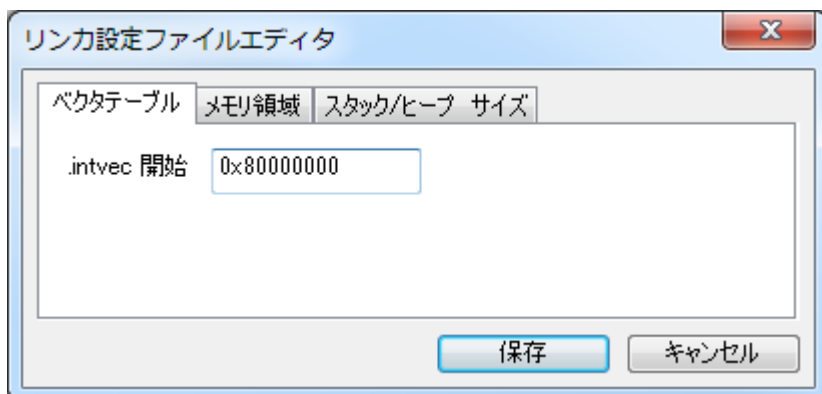 リンカ設定ファイルエディタ
ベクタテーブル メモリ領域 スタック/ヒープ サイズ
.intvec 開始 0x80000000
保存 キャンセル